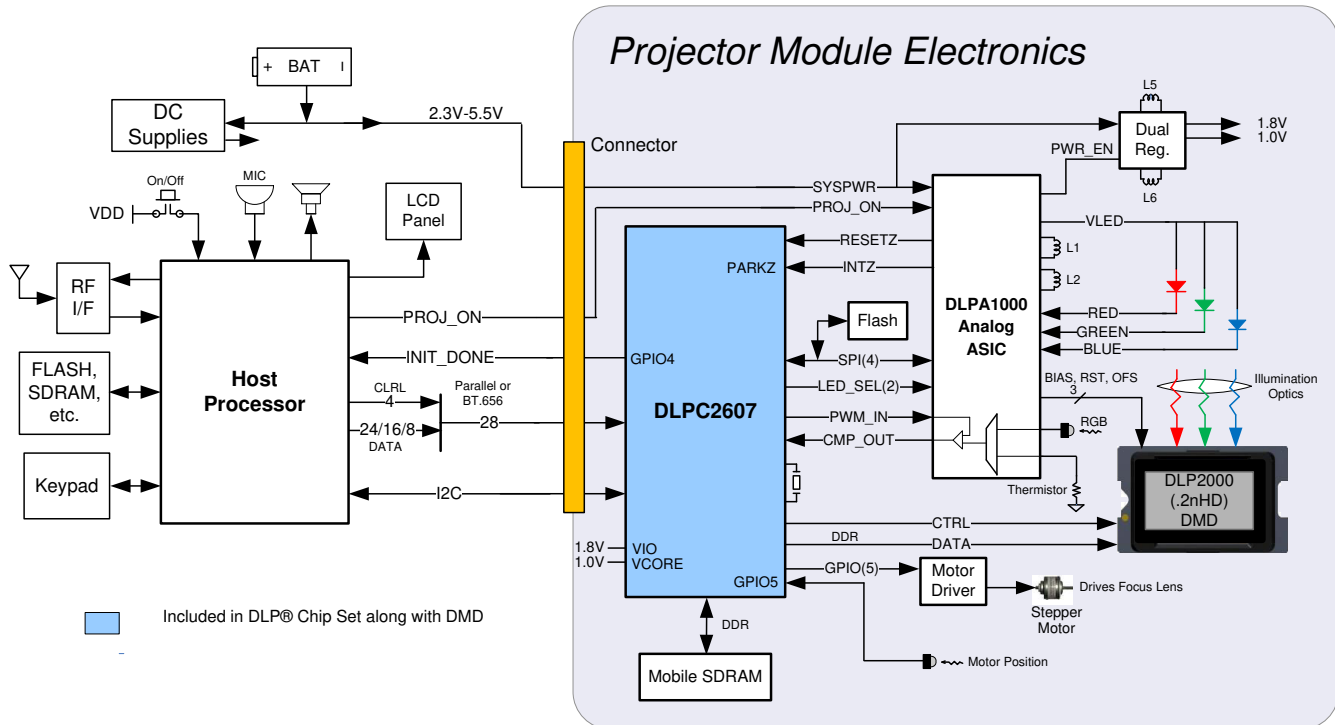 Projector Module Electronics
+ BAT I
DC
Supplies
2.3V-5.5V
Connector
L5
Dual
Reg.
L6
1.8V
1.0V
PWR_EN
On/Off
VDD
MIC
LCD
Panel
SYSPWR
PROJ_ON
VLED
RF
I/F
RESETZ
PARKZ
INTZ
L1
L2
DLPA1000
Analog
ASIC
PROJ_ON
Flash
RED
GREEN
BLUE
INIT_DONE
GPIO4
SPI(4)
FLASH,
SDRAM,
etc.
Host
Processor
CLRL
4
24/16/8
DATA
Parallel or
BT.656
28
DLPC2607
LED_SEL(2)
PWM_IN
CMP_OUT
BIAS, RST, OFS
3
Illumination
Optics
RGB
Thermistor
Keypad
I2C
DLP2000
(.2nHD)
DMD
CTRL
DDR
DATA
1.8V
1.0V
VIO
VCORE
GPIO5
GPIO(5)
Motor
Driver
Drives Focus Lens
Stepper
Motor
Included in DLP® Chip Set along with DMD
DDR
Mobile SDRAM
Motor Position